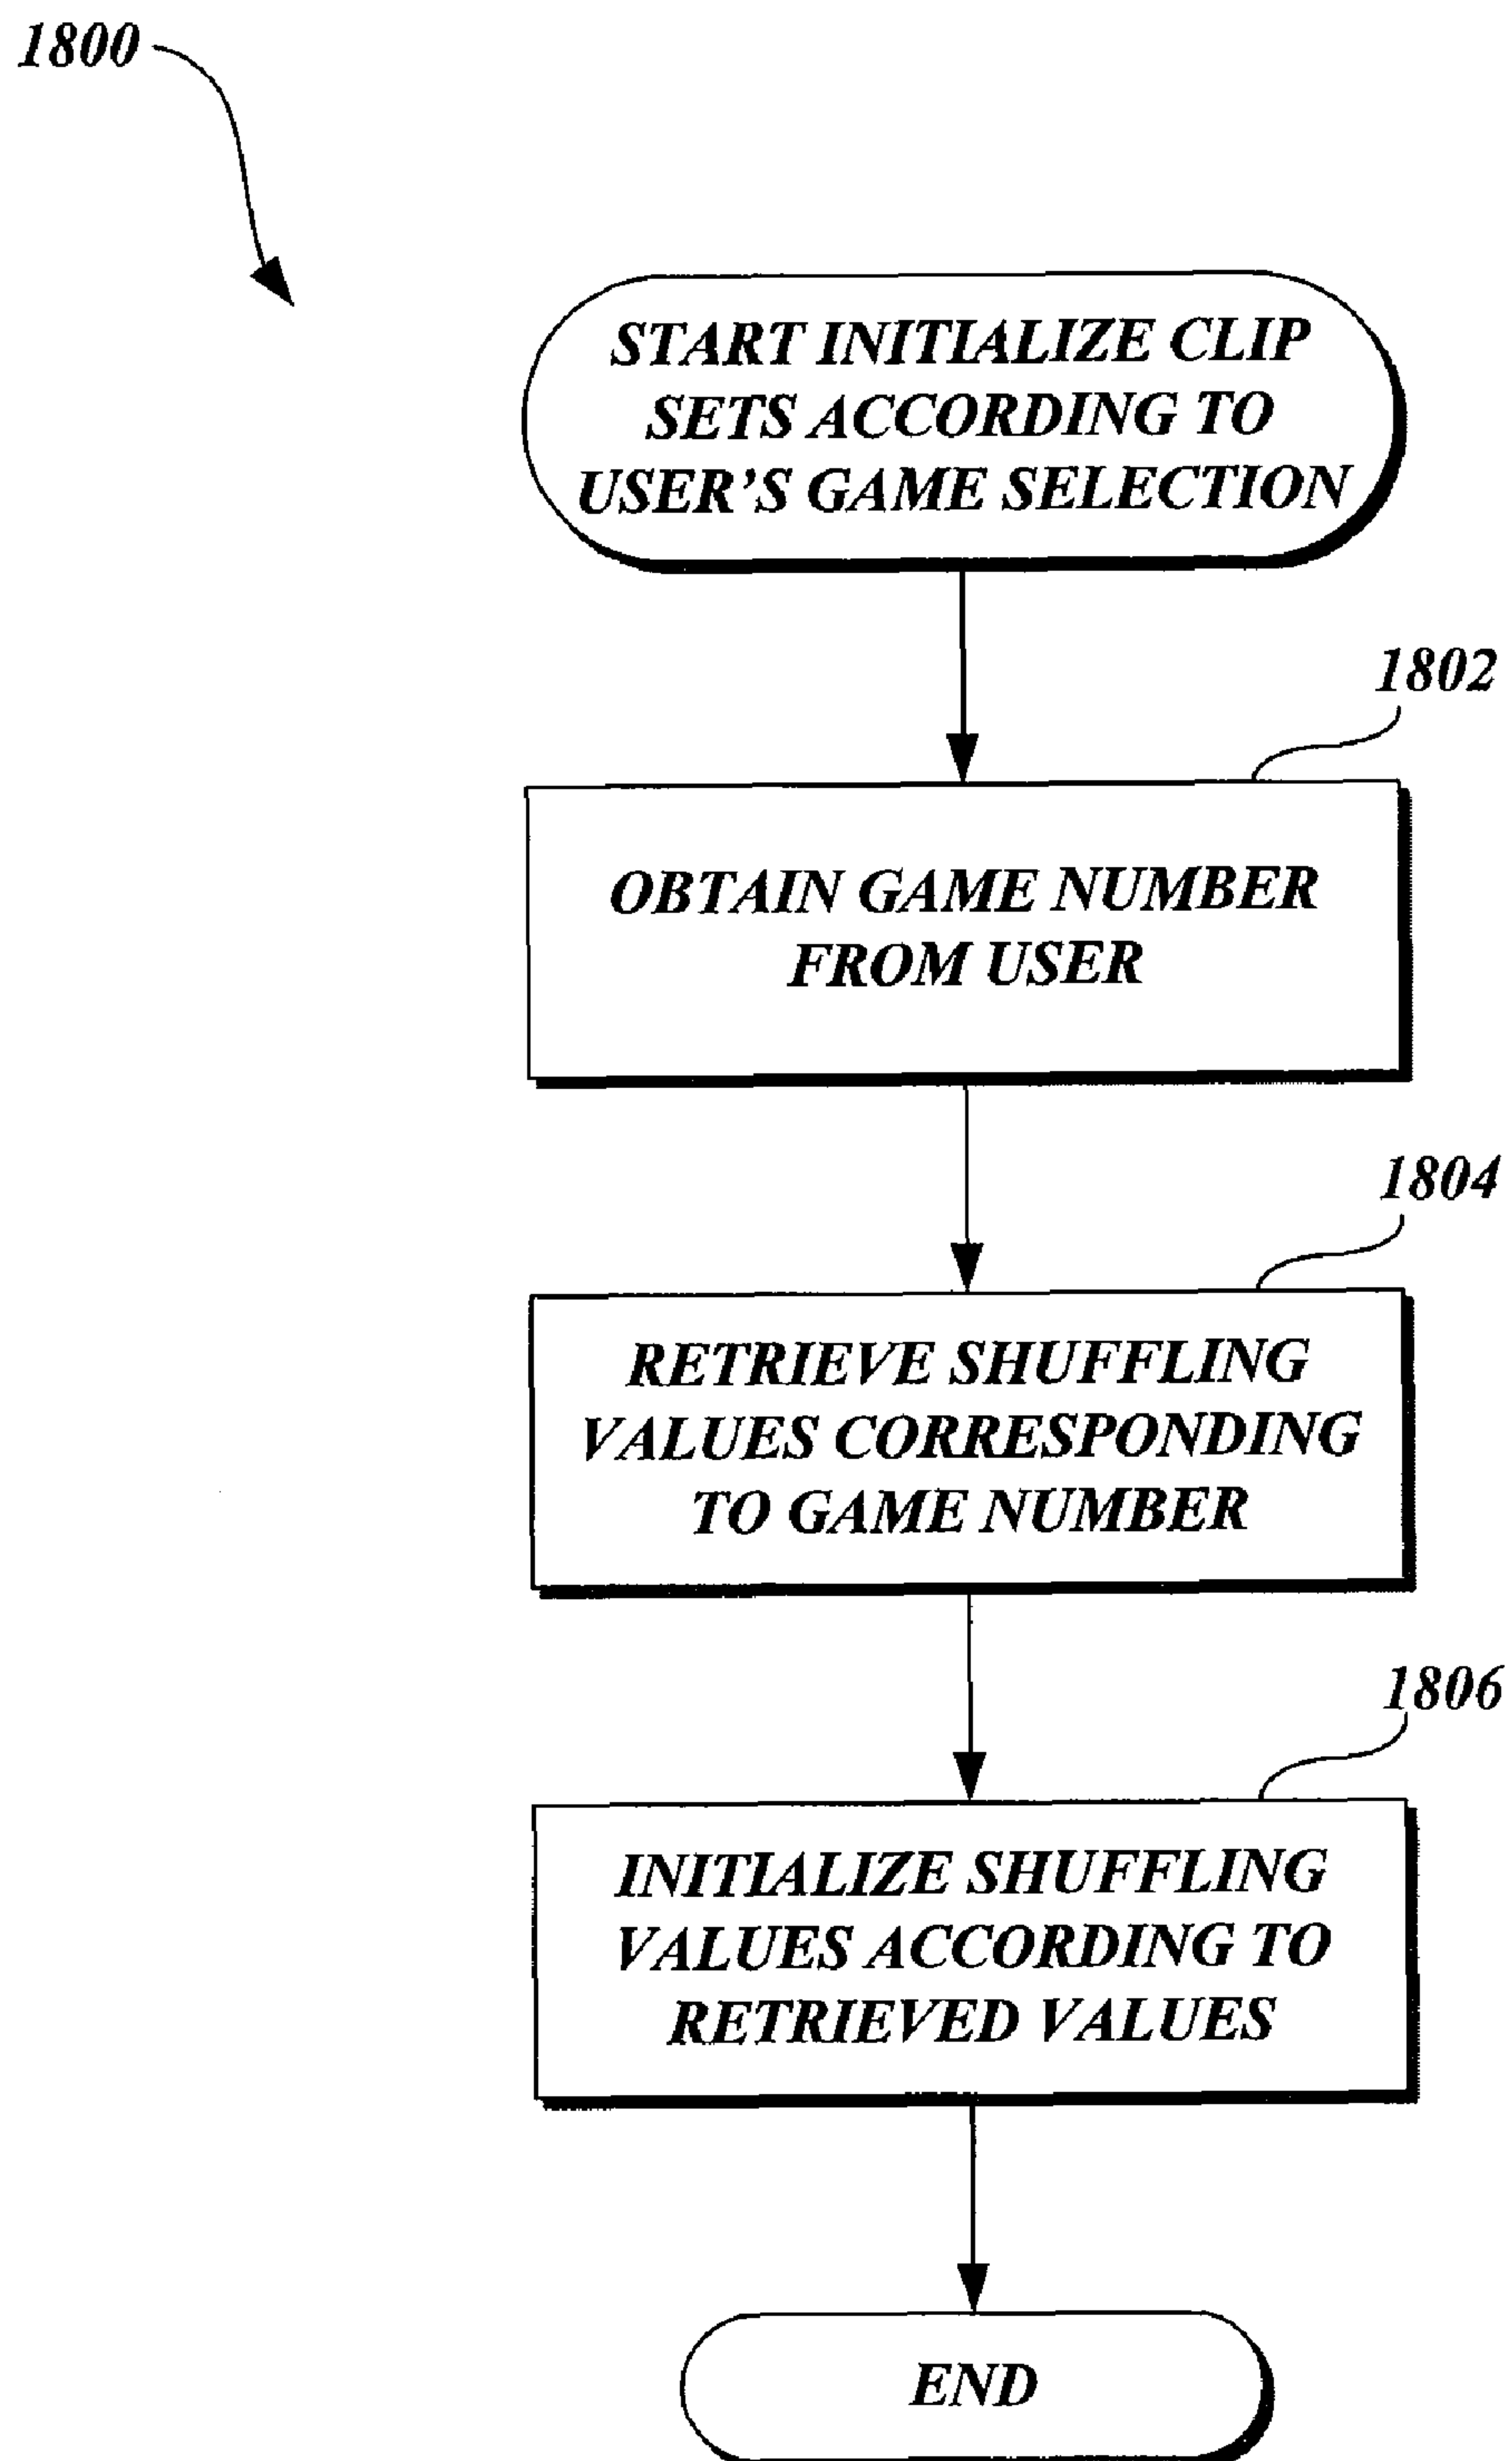 1800
START INITIALIZE CLIP
SETS ACCORDING TO
USER'S GAME SELECTION
1802
OBTAIN GAME NUMBER
FROM USER
1804
RETRIEVE SHUFFLING
VALUES CORRESPONDING
TO GAME NUMBER
1806
INITIALIZE SHUFFLING
VALUES ACCORDING TO
RETRIEVED VALUES
END